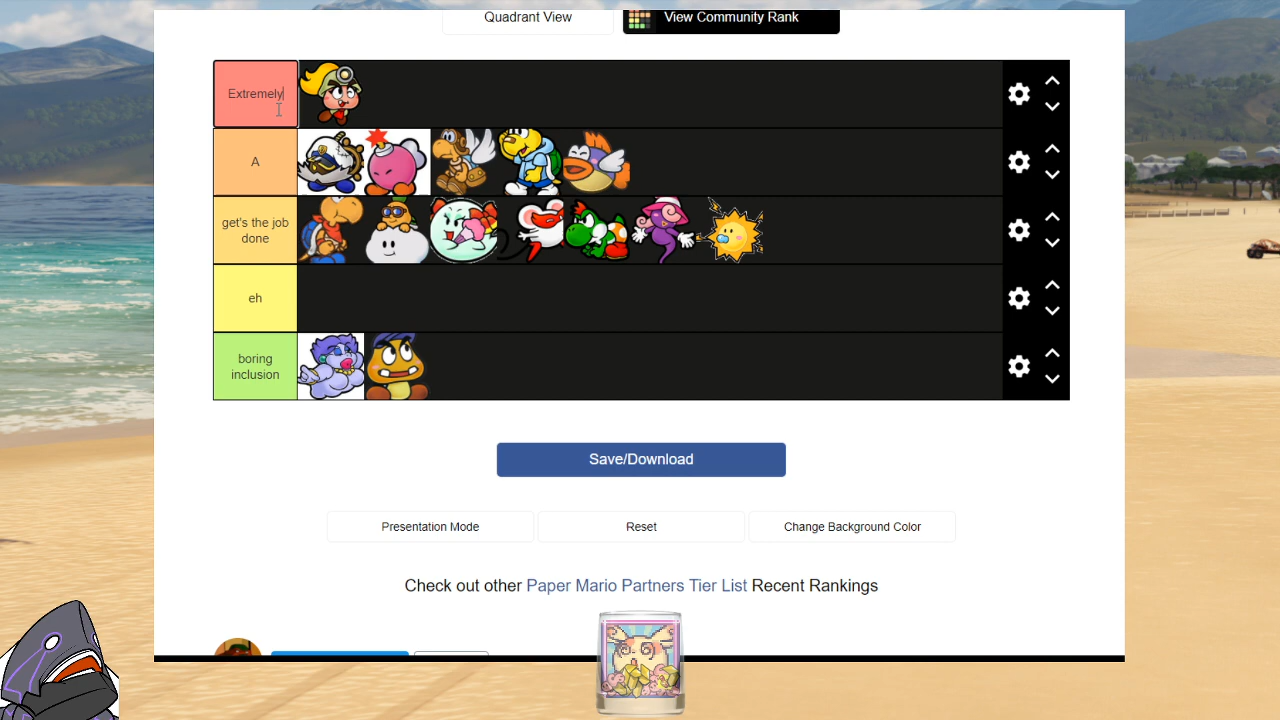 Quadrant View
View Community Rank
Extremely
A
get's the job
done
eh
boring
inclusion
Save/Download
Presentation Mode
Reset
Change Background Color
Check out other Paper Mario Partners Tier List Recent Rankings